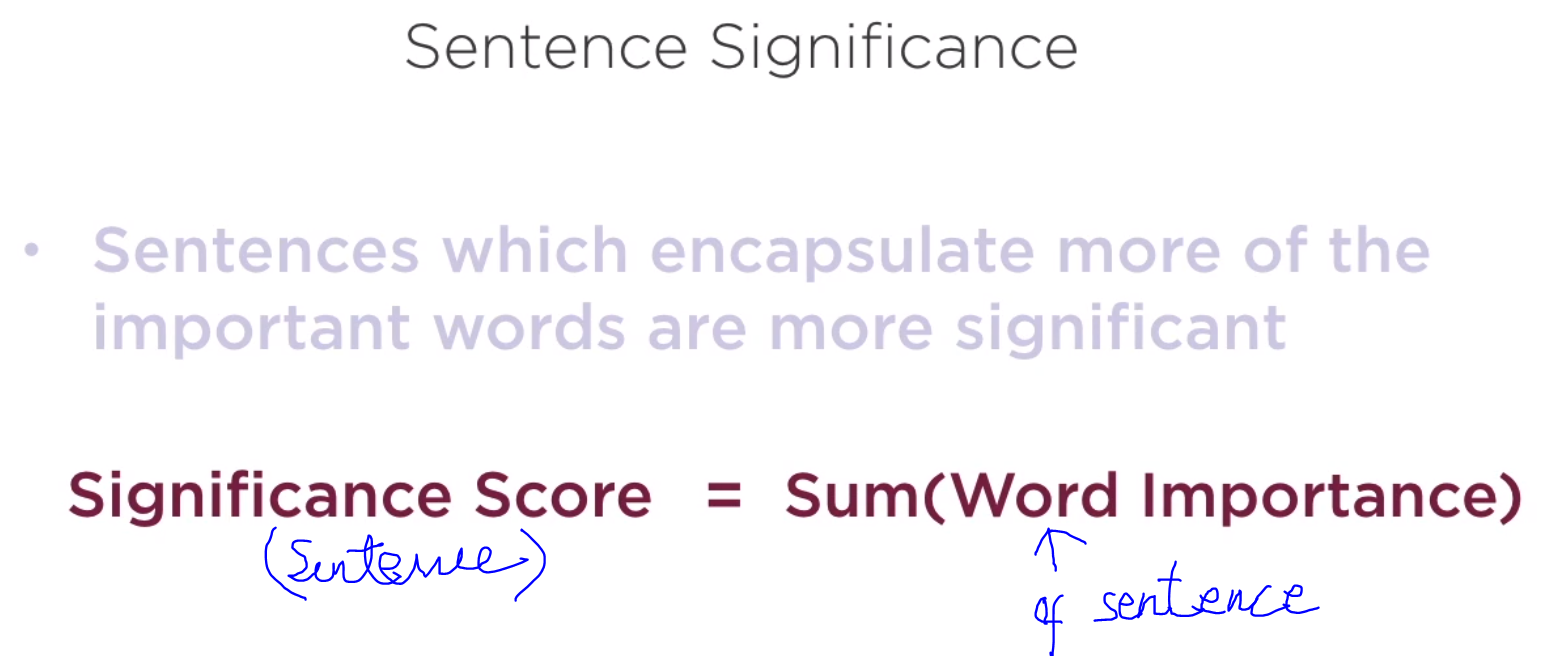 Sentence Significance
• Sentences which encapsulate more of the
important words are more significant
Significance Score = Sum(Word Importance)
(Sentence)
↑
of sentence